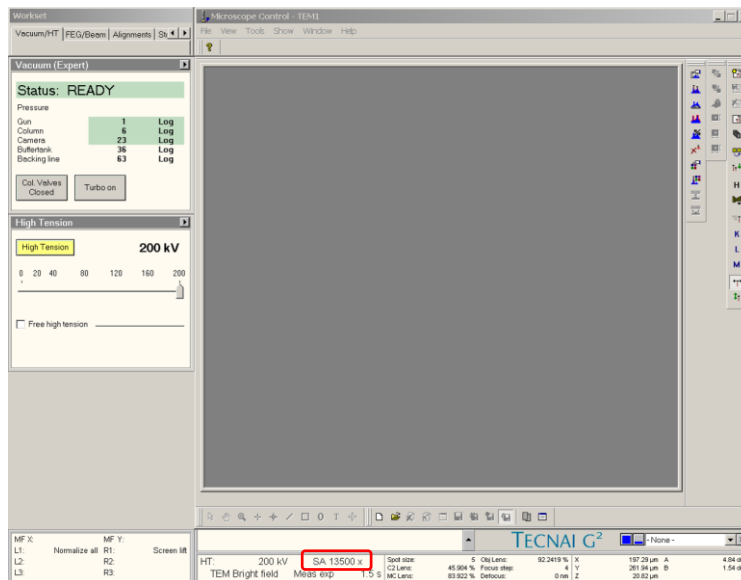 Workset
Microscope Control - TEM1
Vacuum/HT FEG/Beam Alignments
File View Tools Show Window Help
Vacuum (Expert)
Status: READY
Pressure
Gun 1 Log
Column 6 Log
Camera 23 Log
Buffertank 36 Log
Backing line 63 Log
Col. Valves
Closed
Turbo on
High Tension
High Tension 200 kV
0 20 40 80 120 160 200
Free high tension
H
K
L
M
MF X: MF Y:
L1: Normalize all R1: Screen lift
L2: R2:
L3: R3:
TECNAI G2
- None -
HT: 200 kV SA 13500 x
TEM Bright field Meas exp 1.5 s
Spot size: 5 Obj Lens: 92.2419 % X 197.29 µm A 4.84
C2 Lens: 45.904 % Focus step: 4 Y 261.94 µm B 1.54
MC Lens: 83.922 % Defocus: 0 nm Z 20.82 µm